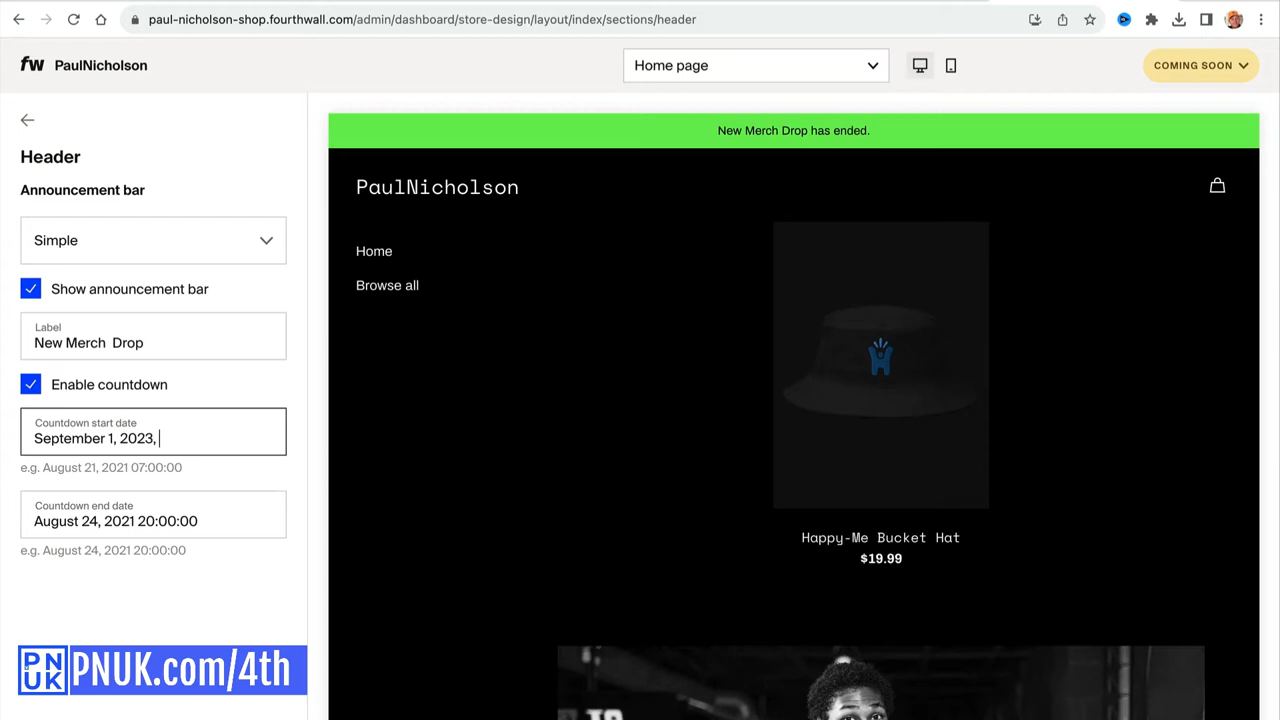 paul-nicholson-shop.fourthwall.com/admin/dashboard/store-design/layout/index/sections/header
fw PaulNicholson
Home page
COMING SOON
Header
Announcement bar
Simple
Show announcement bar
Label
New Merch  Drop
Enable countdown
Countdown start date
September 1, 2023,
e.g. August 21, 2021 07:00:00
Countdown end date
August 24, 2021 20:00:00
e.g. August 24, 2021 20:00:00
PN
UK
PNUK.com/4th
New Merch Drop has ended.
PaulNicholson
Home
Browse all
Happy-Me Bucket Hat
$19.99